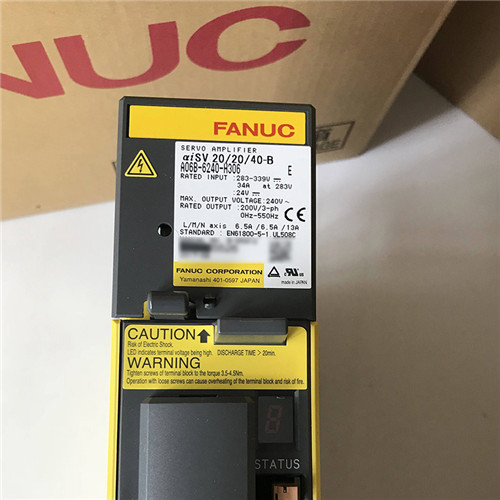 NUC
FANUC
SERVO AMPLIFIER
αiSV 20/20/40-B
A06B-6240-H306 E
RATED INPUT :283-339V
34A at 283V
:24V
MAX. OUTPUT VOLTAGE:240V~
RATED OUTPUT :200V/3-ph
0Hz-550Hz
L/M/N axis 6.5A /6.5A /13A
STANDARD : EN61800-5-1 UL508C
FANUC CORPORATION
Yamanashi 401-0597 JAPAN
CE
made in JAPAN
CAUTION
Risk of Electric Shock.
LED indicates terminal voltage being high. DISCHARGE TIME > 20min.
WARNING
Tighten screws of terminal block to the torque 3.5-4.5Nm.
Operation with loose screws can cause overheating of the terminal block and risk of fire.
STATUS